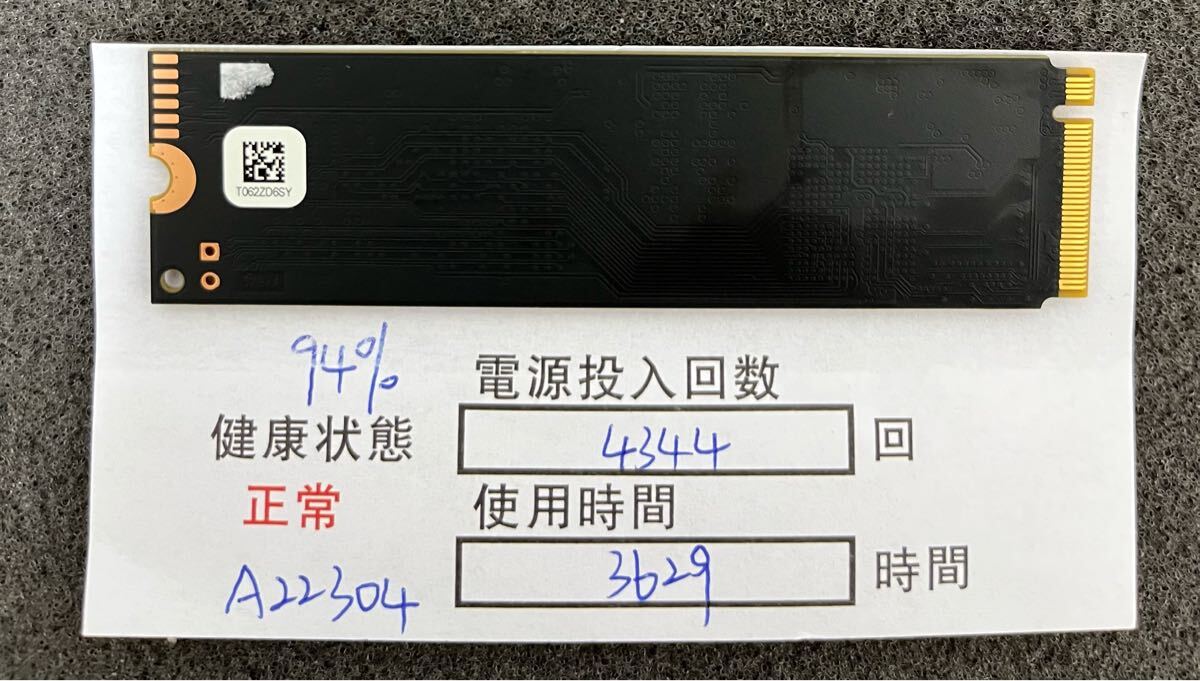 T062ZD6SY
94%
電源投入回数
健康状態
4344 回
正常
使用時間
A22304
3629 時間